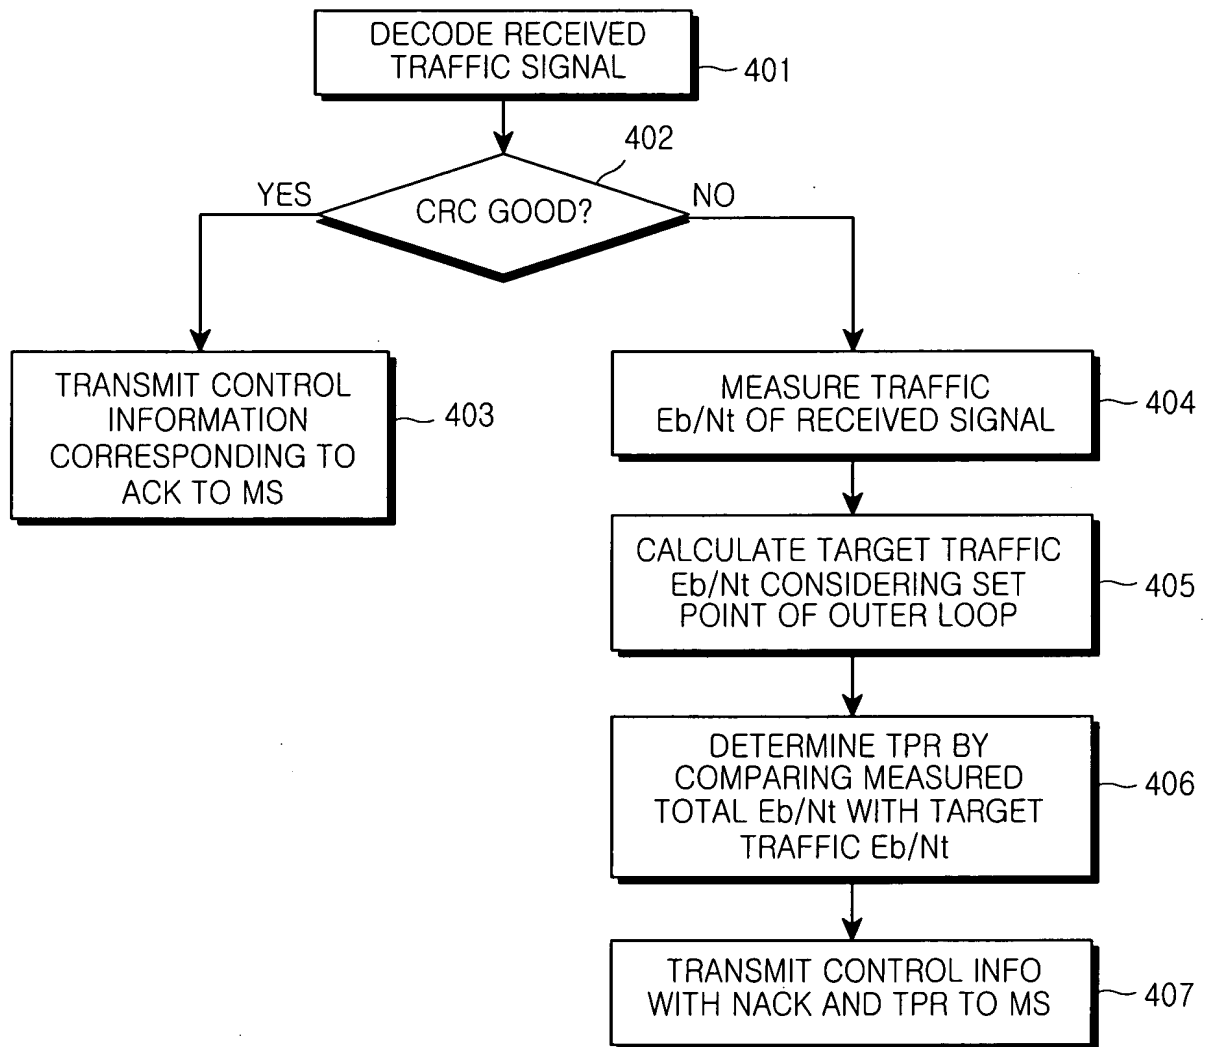 DECODE RECEIVED
TRAFFIC SIGNAL
401
402
YES
CRC GOOD?
NO
TRANSMIT CONTROL
INFORMATION
CORRESPONDING TO
ACK TO MS
403
MEASURE TRAFFIC
Eb/Nt OF RECEIVED SIGNAL
404
CALCULATE TARGET TRAFFIC
Eb/Nt CONSIDERING SET
POINT OF OUTER LOOP
405
DETERMINE TPR BY
COMPARING MEASURED
TOTAL Eb/Nt WITH TARGET
TRAFFIC Eb/Nt
406
TRANSMIT CONTROL INFO
WITH NACK AND TPR TO MS
407